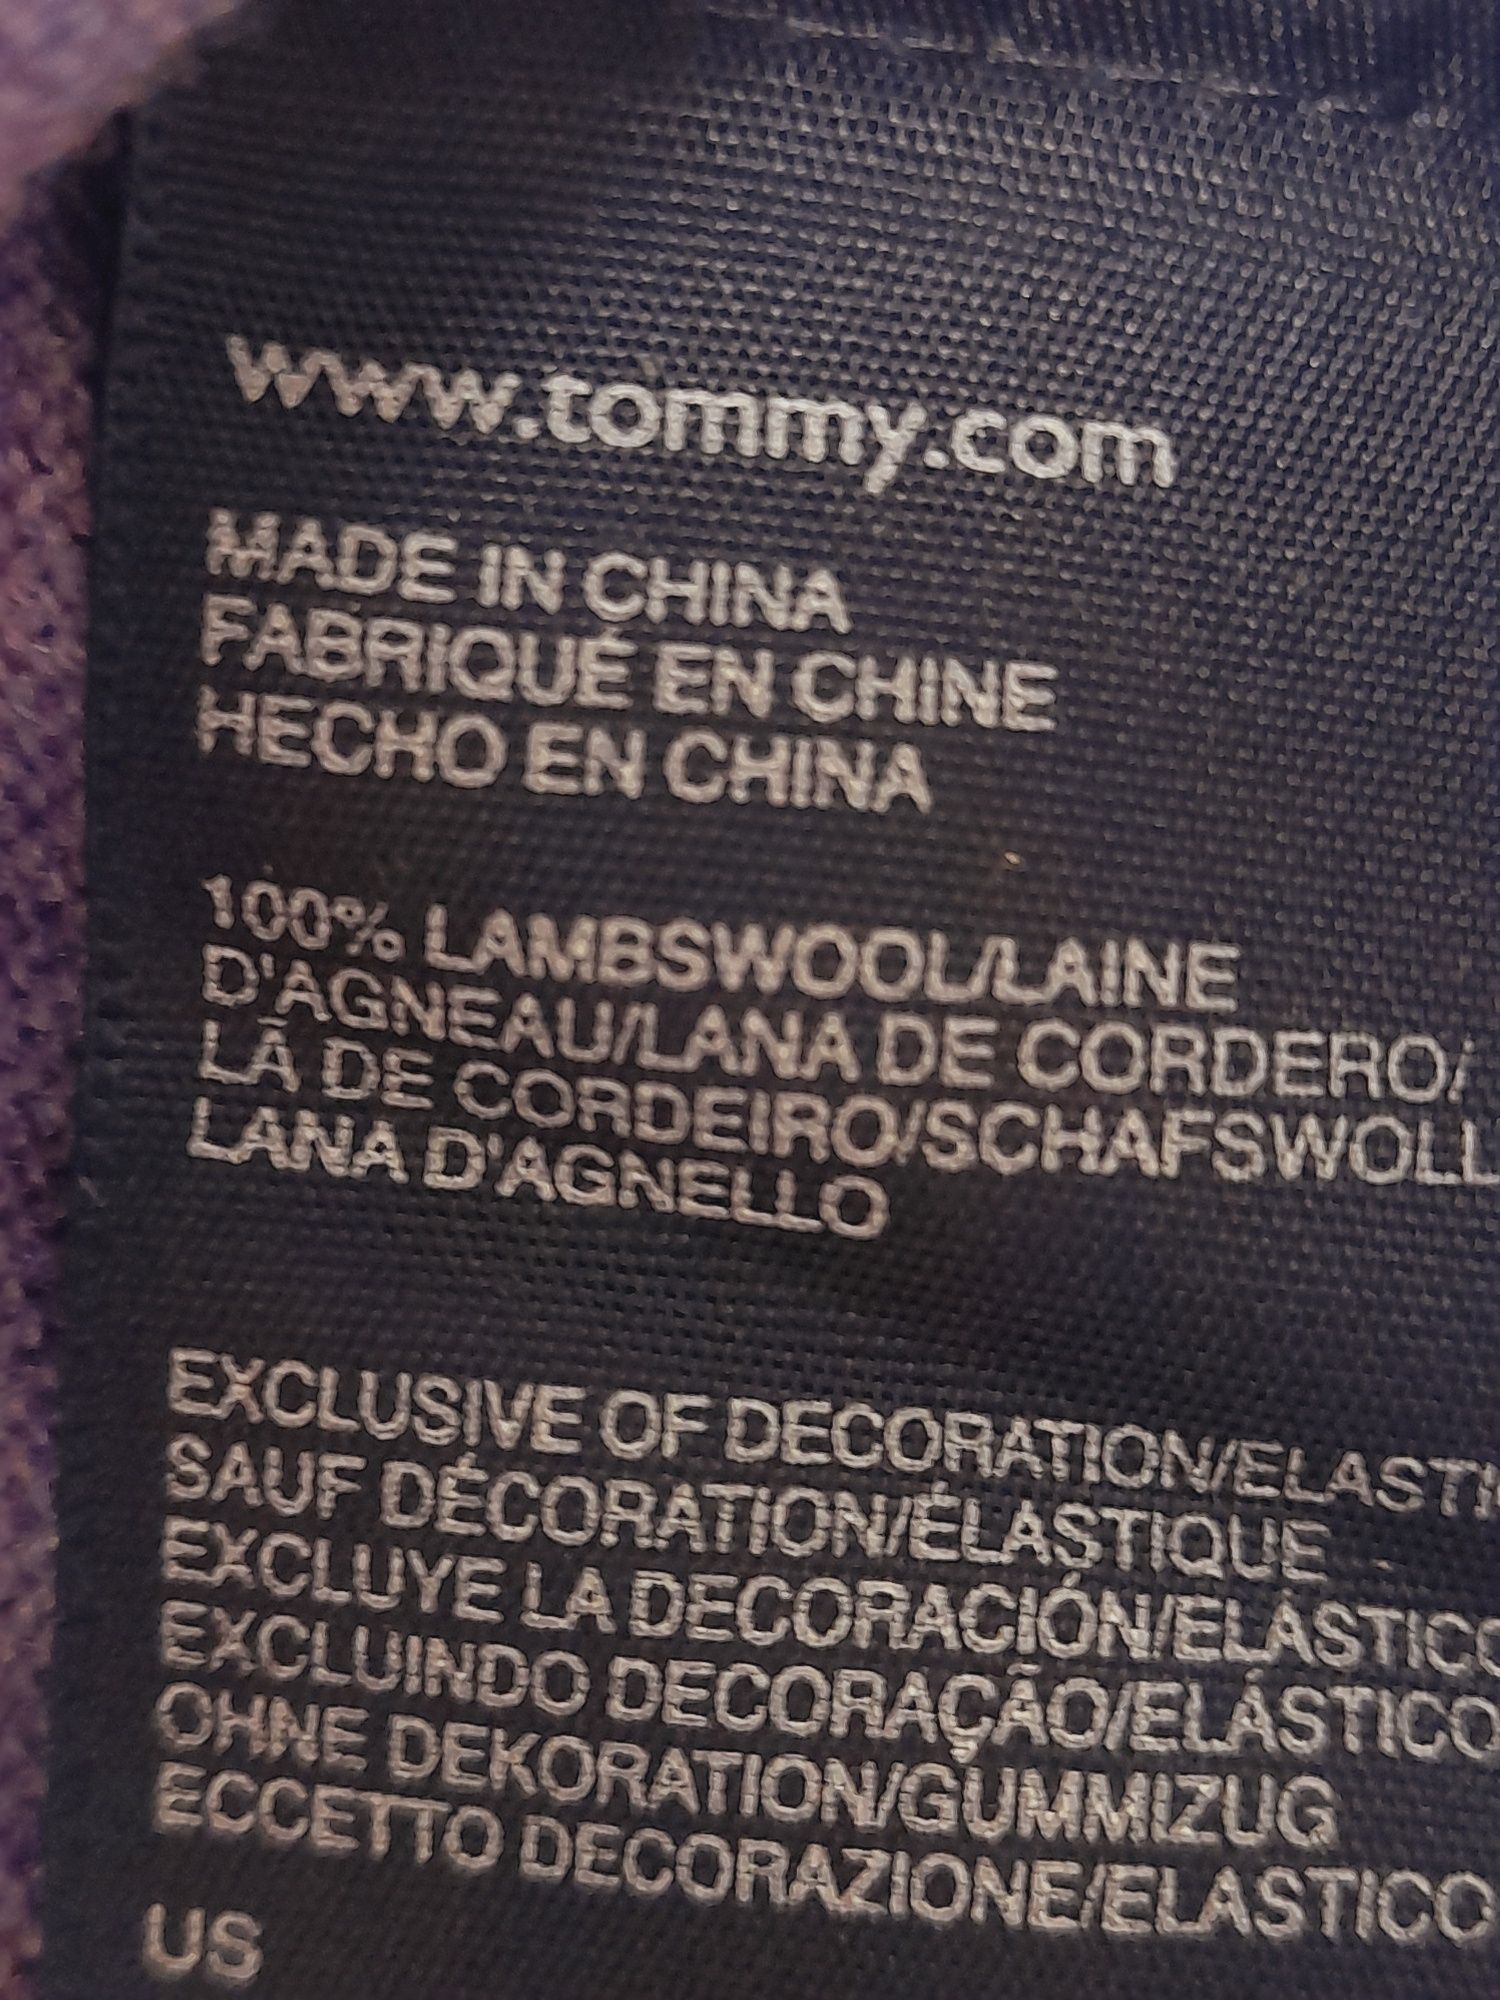 www.tommy.com
MADE IN CHINA
FABRIQUÉ EN CHINE
HECHO EN CHINA
100% LAMBSWOOL/LAINE
D'AGNEAU/LANA DE CORDERO/
LÃ DE CORDEIRO/SCHAFSWOLL
LANA D'AGNELLO
EXCLUSIVE OF DECORATION/ELASTI
SAUF DÉCORATION/ÉLASTIQUE
EXCLUYE LA DECORACIÓN/ELÁSTICO
EXCLUINDO DECORAÇÃO/ELÁSTICO
OHNE DEKORATION/GUMMIZUG
ECCETTO DECORAZIONE/ELASTICO
US